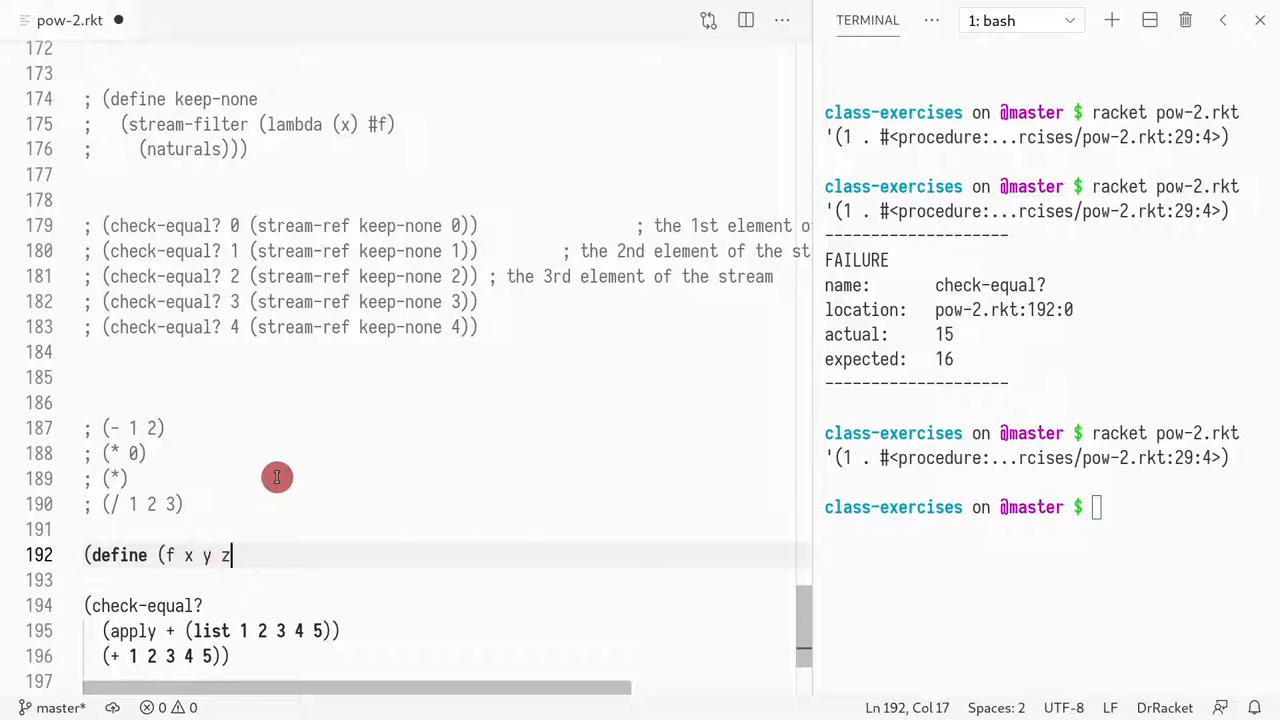 pow-2.rkt
TERMINAL
1: bash
172
173
174 ; (define keep-none
175 ;   (stream-filter (lambda (x) #f)
176 ;     (naturals)))
177
178
179 ; (check-equal? 0 (stream-ref keep-none 0)) ; the 1st element o
180 ; (check-equal? 1 (stream-ref keep-none 1)) ; the 2nd element of the st
181 ; (check-equal? 2 (stream-ref keep-none 2)) ; the 3rd element of the stream
182 ; (check-equal? 3 (stream-ref keep-none 3))
183 ; (check-equal? 4 (stream-ref keep-none 4))
184
185
186
187 ; (- 1 2)
188 ; (* 0)
189 ; (*)
190 ; (/ 1 2 3)
191
192 (define (f x y z
193
194 (check-equal?
195   (apply + (list 1 2 3 4 5))
196   (+ 1 2 3 4 5))
197
class-exercises on @master $ racket pow-2.rkt
'(1 . #<procedure:...rcises/pow-2.rkt:29:4>)
class-exercises on @master $ racket pow-2.rkt
'(1 . #<procedure:...rcises/pow-2.rkt:29:4>)
--------------------
FAILURE
name:       check-equal?
location:   pow-2.rkt:192:0
actual:     15
expected:   16
--------------------
class-exercises on @master $ racket pow-2.rkt
'(1 . #<procedure:...rcises/pow-2.rkt:29:4>)
class-exercises on @master $
master* 0 0 Ln 192, Col 17 Spaces: 2 UTF-8 LF DrRacket